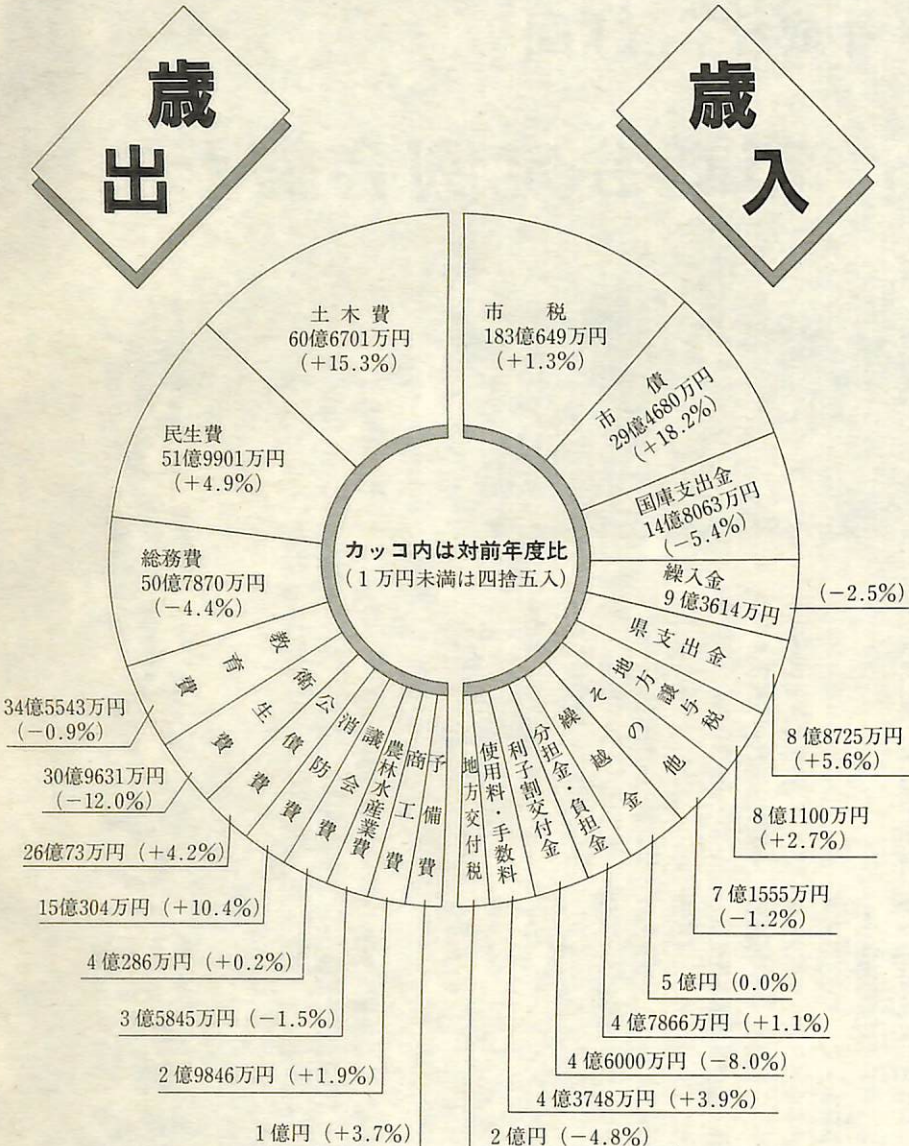 歳出
歳入
土木費
60億6701万円
(+15.3%)
民生費
51億9901万円
(+4.9%)
総務費
50億7870万円
(-4.4%)
教育費
34億5543万円
(-0.9%)
衛生費
30億9631万円
(-12.0%)
公債費
26億73万円 (+4.2%)
消防費
15億304万円 (+10.4%)
議会費
4億286万円 (+0.2%)
農林水産業費
3億5845万円 (-1.5%)
商工費
2億9846万円 (+1.9%)
予備費
1億円 (+3.7%)
カッコ内は対前年度比
(1万円未満は四捨五入)
市税
183億649万円
(+1.3%)
市債
29億4680万円
(+18.2%)
国庫支出金
14億8063万円
(-5.4%)
繰入金
9億3614万円
(-2.5%)
県支出金
8億8725万円
(+5.6%)
地方譲与税
8億1100万円
(+2.7%)
その他
7億1555万円
(-1.2%)
繰越金
5億円 (0.0%)
分担金・負担金
4億7866万円 (+1.1%)
利子割交付金
4億6000万円 (-8.0%)
使用料・手数料
4億3748万円 (+3.9%)
地方交付税
2億円 (-4.8%)